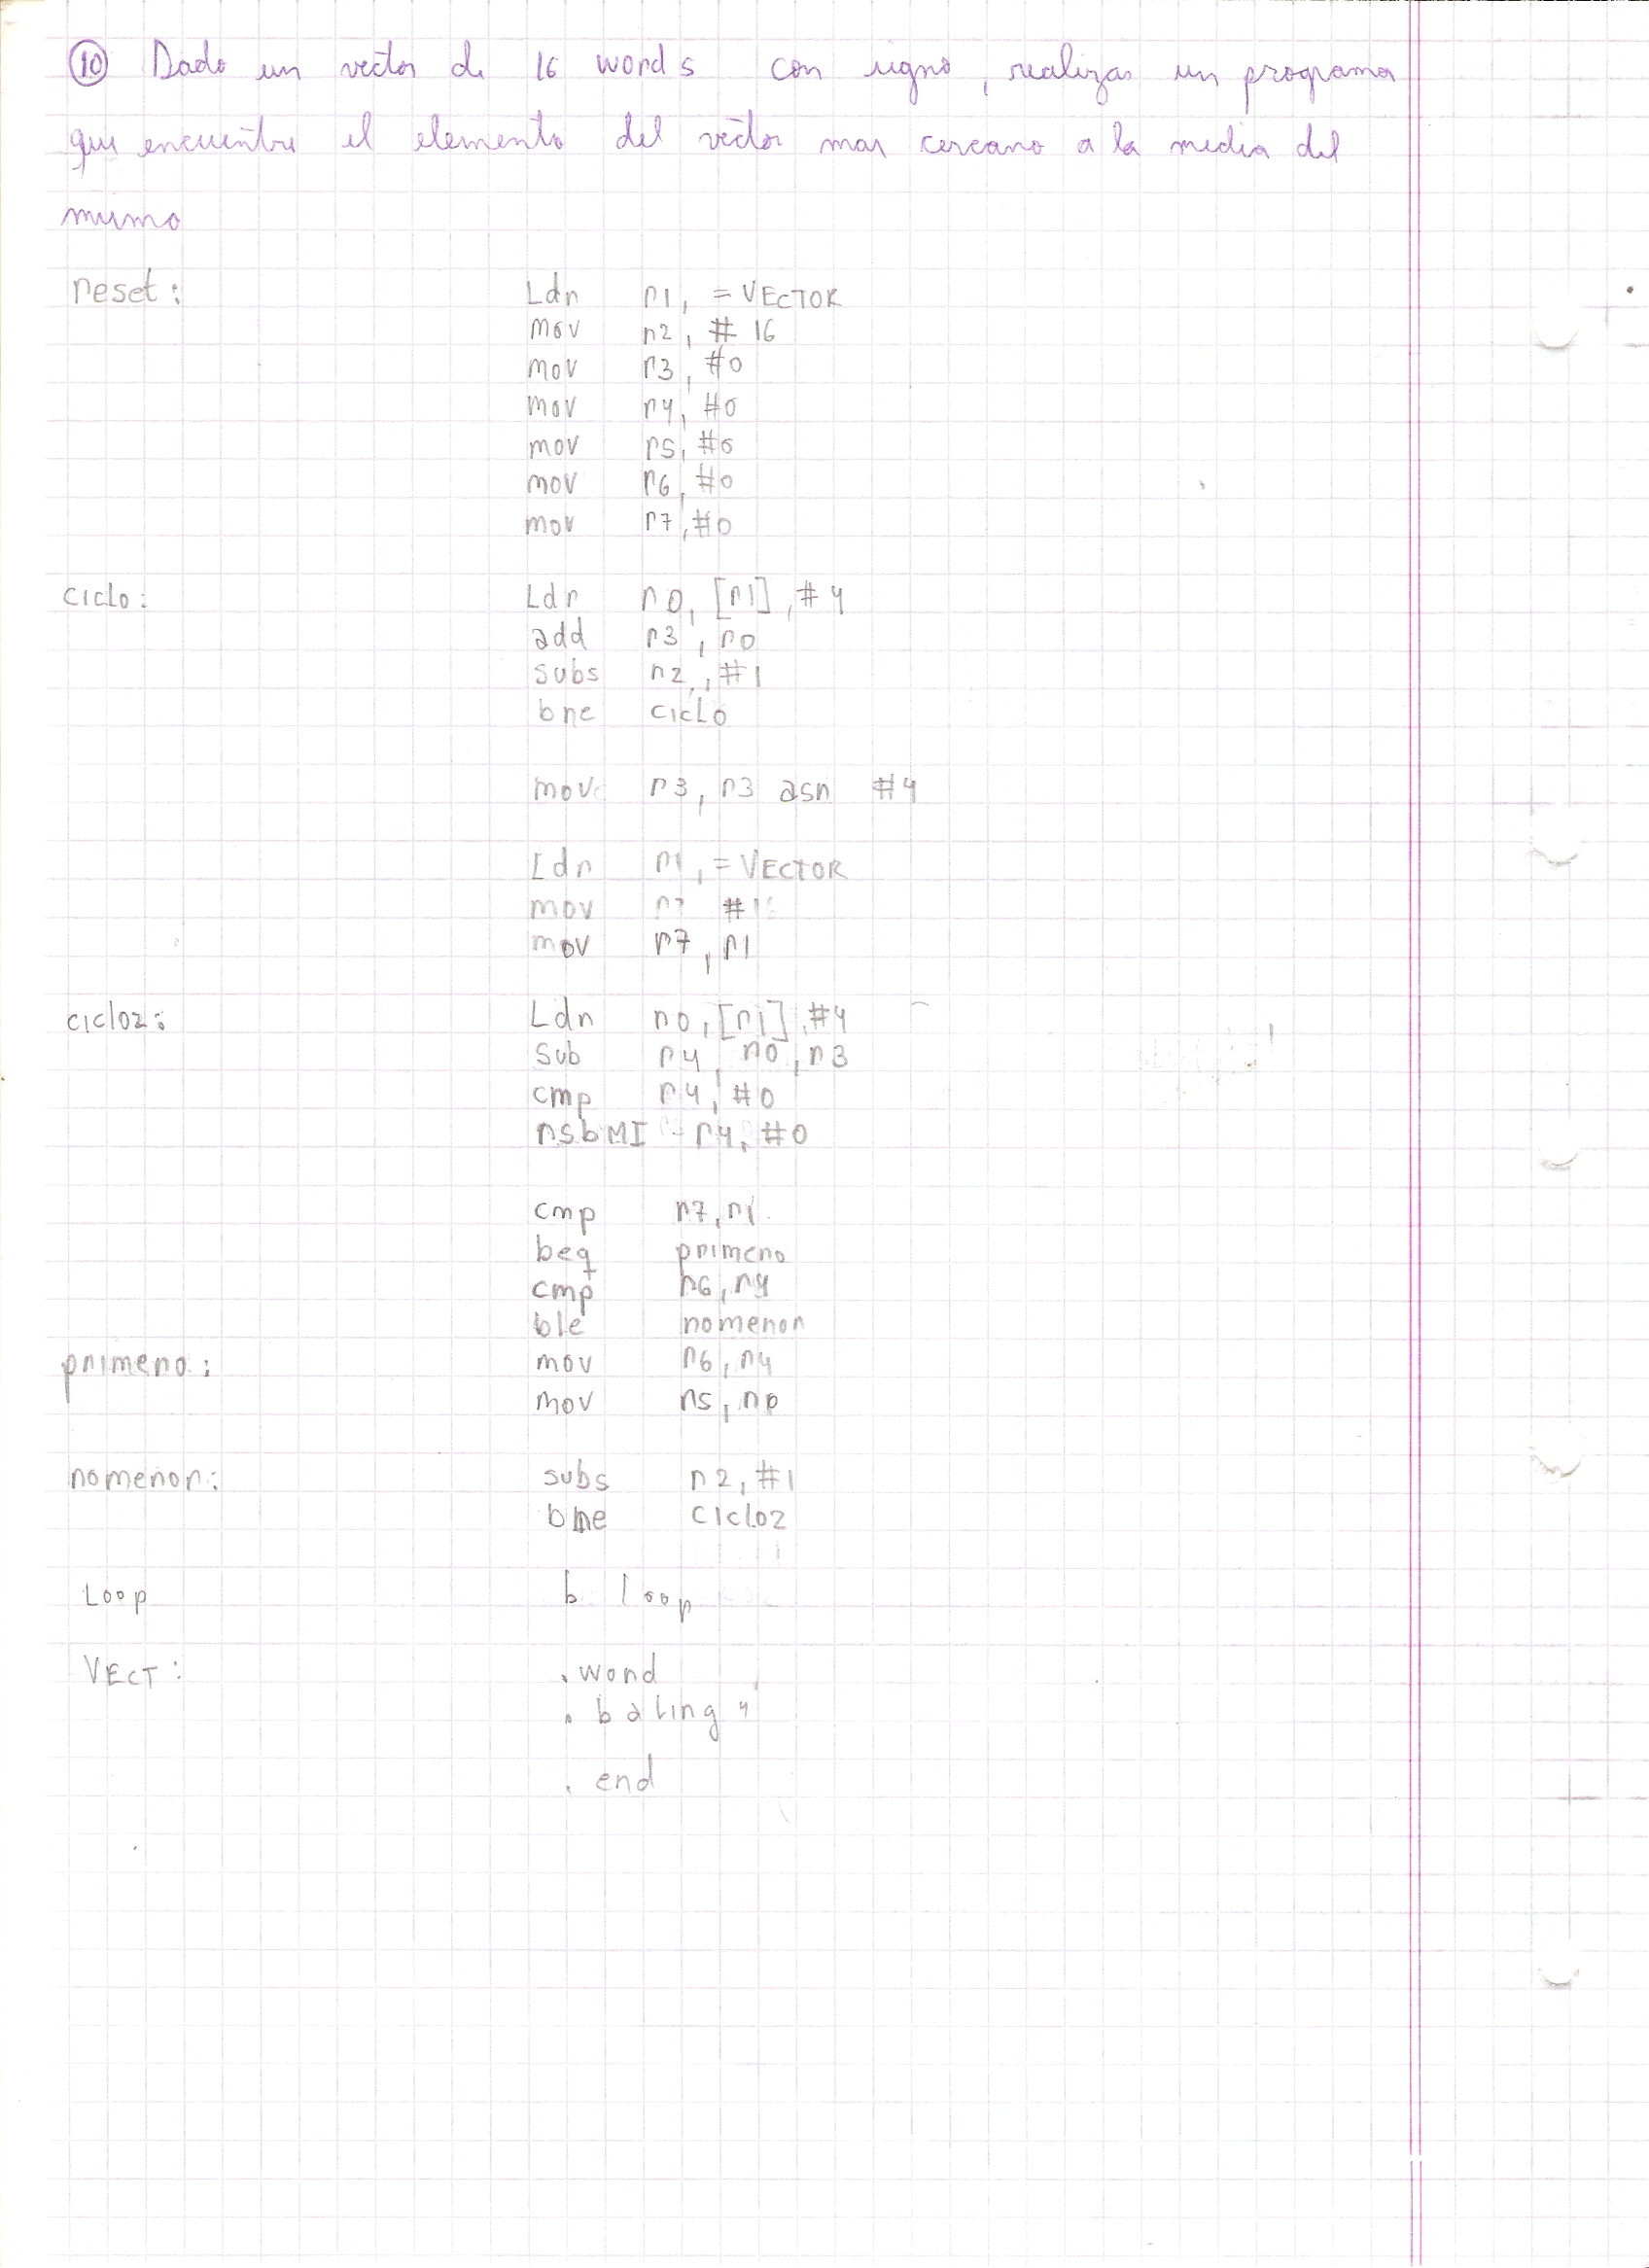 10 Dado un vector de 16 words con signo, realizar un programa
que encuentre el elemento del vector mas cercano a la media del
mismo
reset: Ldr r1, =VECTOR
mov r2, #16
mov r3, #0
mov r4, #0
mov r5, #0
mov r6, #0
mov r7, #0
ciclo: Ldr r0, [r1], #4
add r3, r0
subs r2, #1
bne ciclo
mov r3, r3 asr #4
Ldr r1, =VECTOR
mov r2 #16
mov r7, r1
ciclo2: Ldr r0, [r1], #4
Sub r4, r0, r3
cmp r4, #0
rsbMI r4, #0
cmp r7, r1
beq primero
cmp r6, r4
ble nomenor
primero: mov r6, r4
mov r5, r0
nomenor: subs r2, #1
bne ciclo2
Loop b loop
VECT: .word
.baling 4
.end